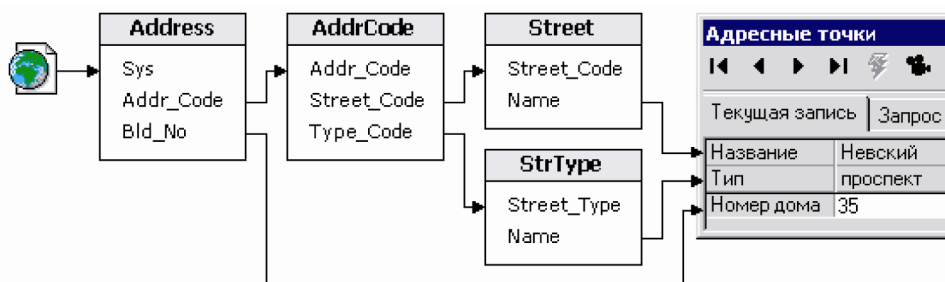 Address
Sys
Addr_Code
Bld_No
AddrCode
Addr_Code
Street_Code
Type_Code
Street
Street_Code
Name
StrType
Street_Type
Name
Адресные точки
Текущая запись Запрос
Название Невский
Тип проспект
Номер дома 35